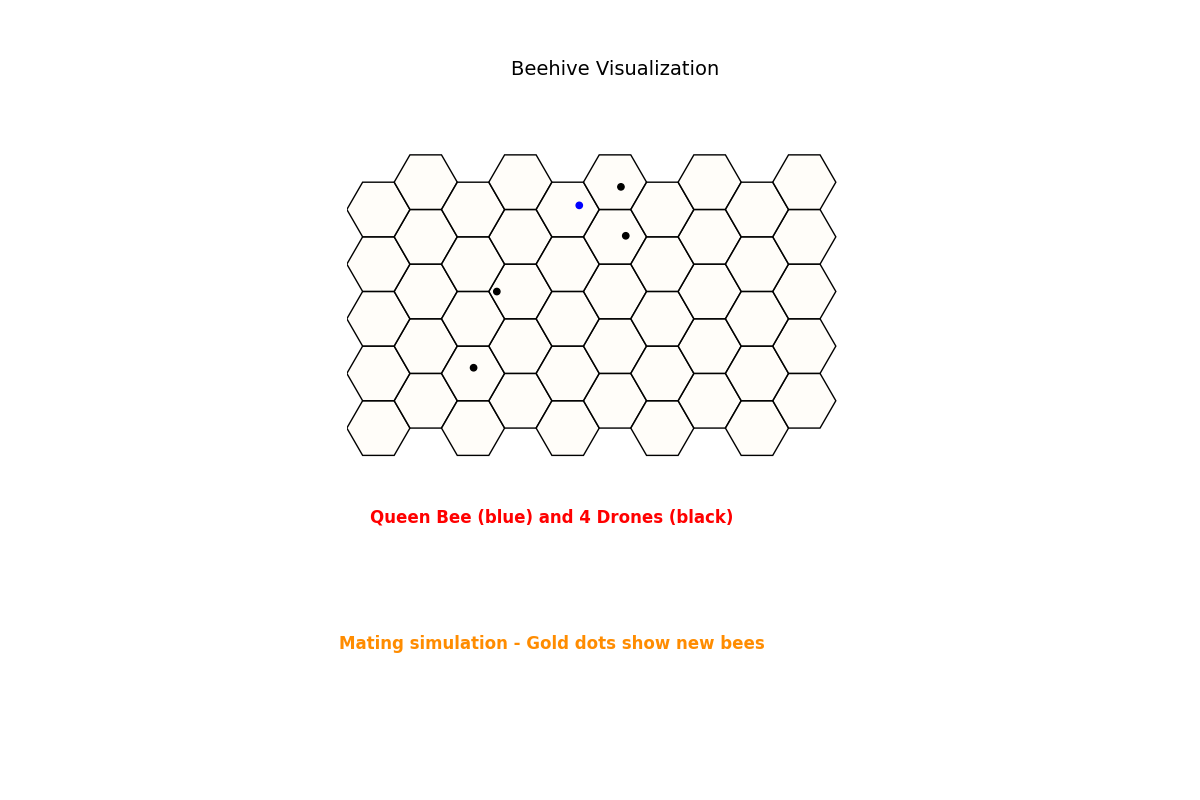 Beehive Visualization
Queen Bee (blue) and 4 Drones (black)
Mating simulation - Gold dots show new bees